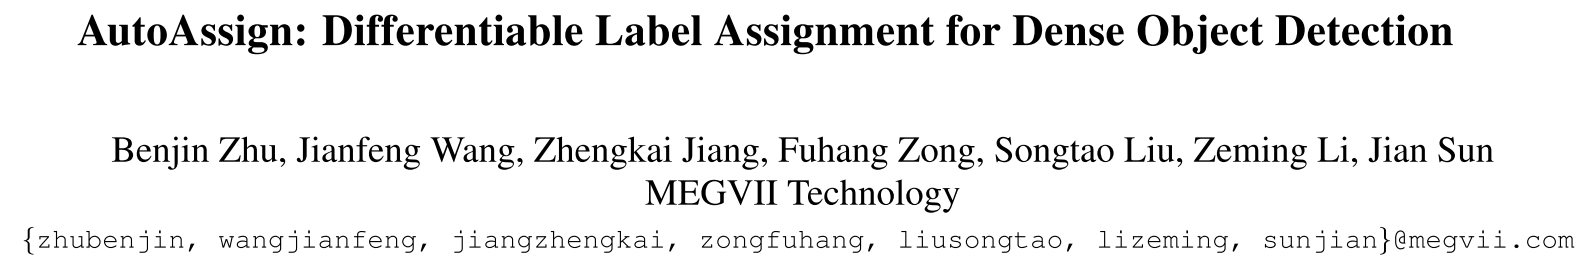 AutoAssign: Differentiable Label Assignment for Dense Object Detection
Benjin Zhu, Jianfeng Wang, Zhengkai Jiang, Fuhang Zong, Songtao Liu, Zeming Li, Jian Sun
MEGVII Technology
{zhubenjin, wangjianfeng, jiangzhengkai, zongfuhang, liusongtao, lizeming, sunjian}@megvii.com